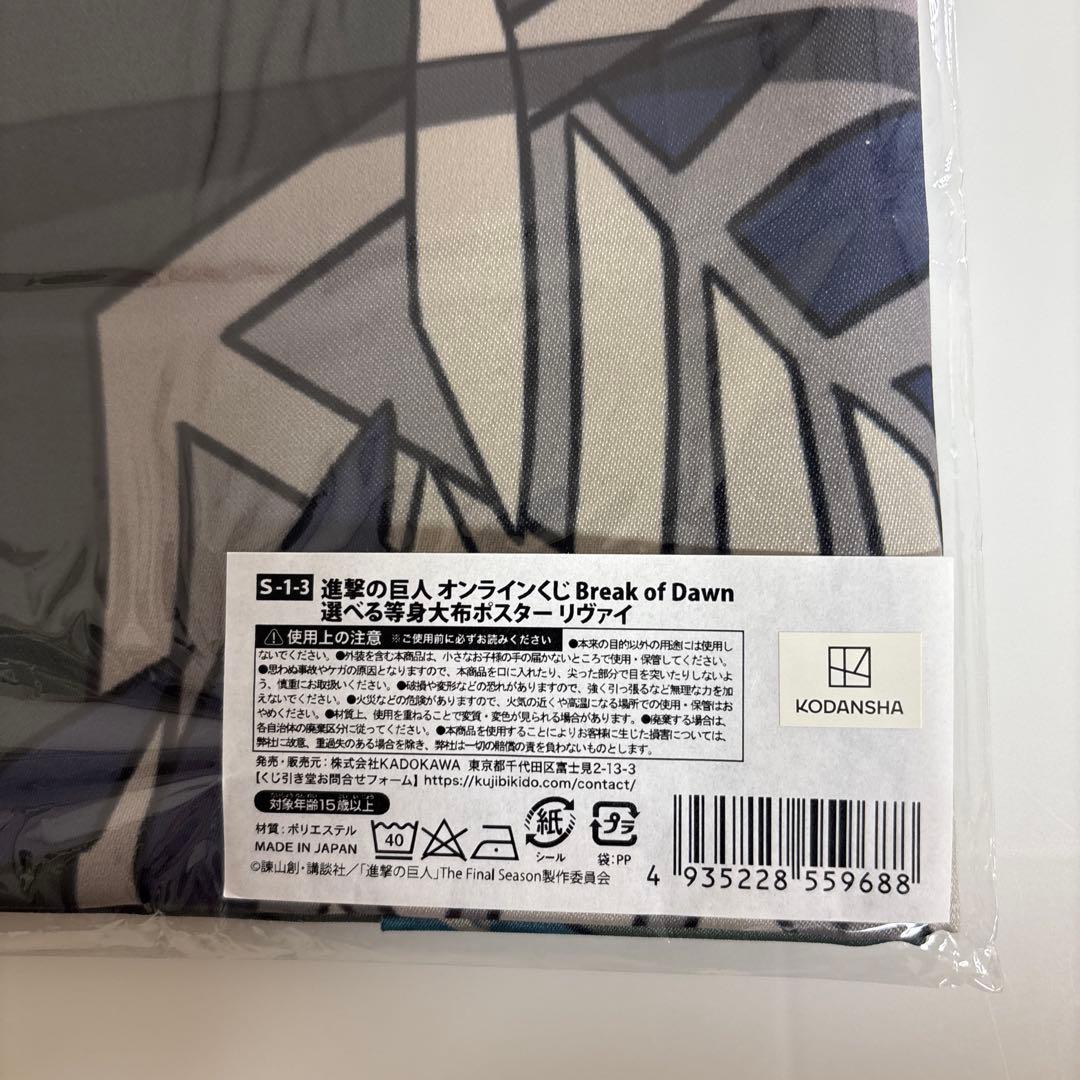 S-1-3 進撃の巨人 オンラインくじ Break of Dawn
選べる等身大布ポスター リヴァイ
使用上の注意 ※ご使用前に必ずお読みください ●本来の目的以外の用途には使用し
ないでください。●外装を含む本商品は、小さなお子様の手の届かないところで使用・保管してください。
●思わぬ事故やケガの原因となりますので、本商品を口に入れたり、尖った部分で目を突いたりしないよ
う、慎重にお取扱いください。●破損や変形などの恐れがありますので、強く引っ張るなど無理な力を加
えないでください。●火災などの危険がありますので、火気の近くや高温になる場所での使用・保管はお
やめください。●材質上、使用を重ねることで変質・変色が見られる場合があります。●廃棄する場合は、
各自治体の廃棄区分に従ってください。●本商品を使用することによりお客様に生じた損害については、
弊社に故意、重過失のある場合を除き、弊社は一切の賠償の責を負わないものとします。
発売・販売元：株式会社KADOKAWA 東京都千代田区富士見2-13-3
【くじ引き堂お問合せフォーム】https://kujibikido.com/contact/
対象年齢15歳以上
材質：ポリエステル
MADE IN JAPAN
40
紙
シール
プラ
袋：PP
©諫山創・講談社／「進撃の巨人」The Final Season製作委員会
4 935228 559688
KODANSHA